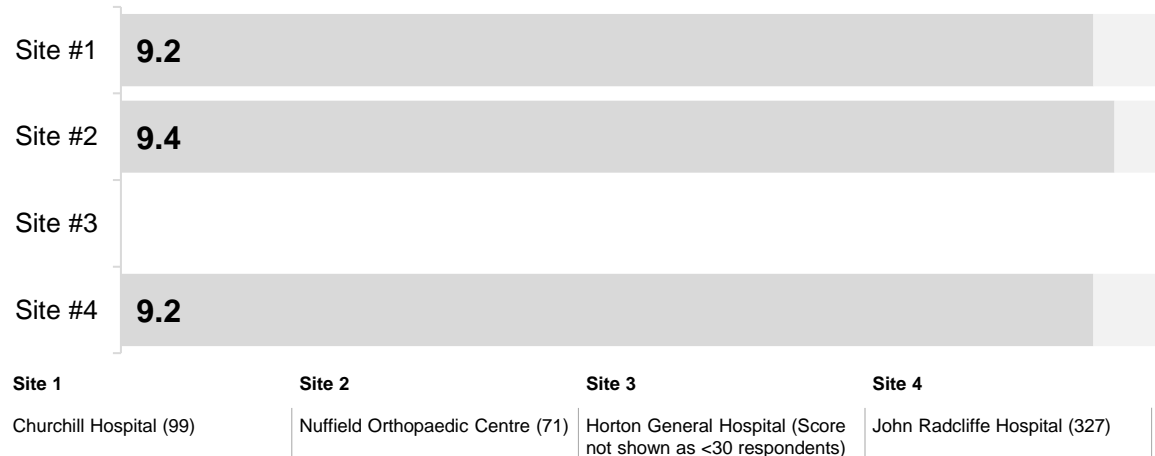 Site #1 9.2
Site #2 9.4
Site #3
Site #4 9.2
Site 1 Site 2 Site 3 Site 4
Churchill Hospital (99) Nuffield Orthopaedic Centre (71) Horton General Hospital (Score John Radcliffe Hospital (327)
not shown as <30 respondents)